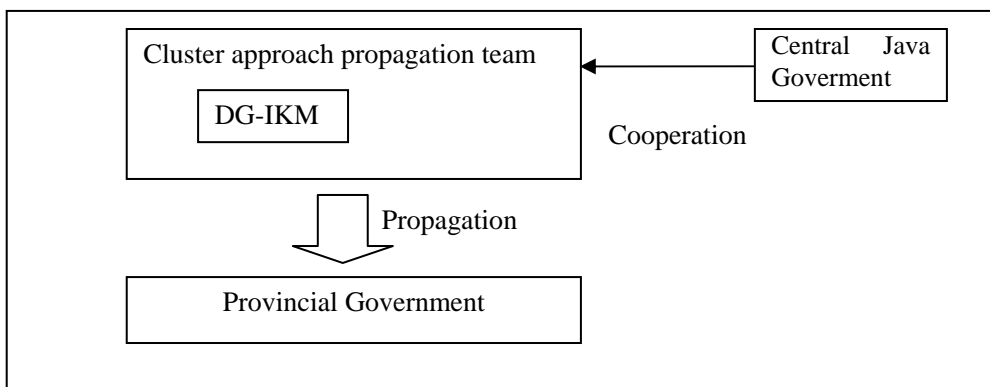 Cluster approach propagation team
Central Java
Goverment
DG-IKM
Cooperation
Propagation
Provincial Government